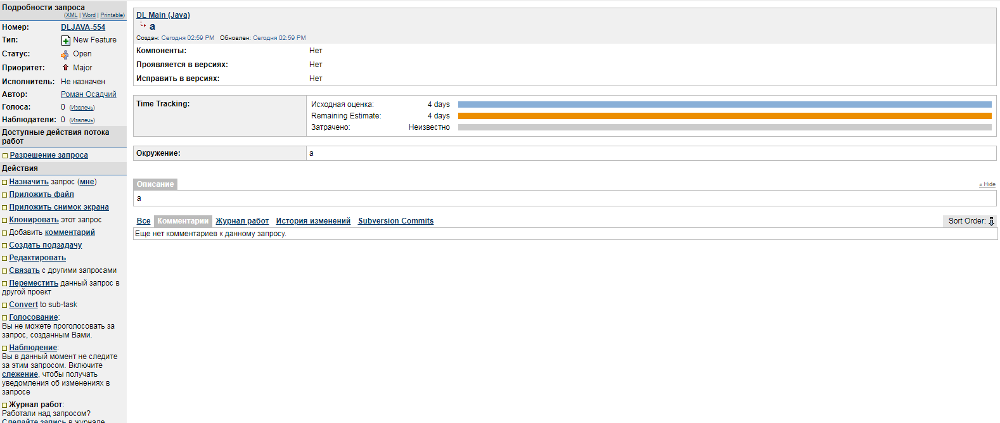 Подробности запроса
(XML | Word | Printable)
Номер: DLJAVA-554
Тип: New Feature
Статус: Open
Приоритет: Major
Исполнитель: Не назначен
Автор: Роман Осадчий
Голоса: 0 (Извлечь)
Наблюдатели: 0 (Извлечь)
Доступные действия потока
работ
Разрешение запроса
Действия
Назначить запрос (мне)
Приложить файл
Приложить снимок экрана
Клонировать этот запрос
Добавить комментарий
Создать подзадачу
Редактировать
Связать с другими запросами
Переместить данный запрос в
другой проект
Convert to sub-task
Голосование:
Вы не можете проголосовать за
запрос, созданным Вами.
Наблюдение:
Вы в данный момент не следите
за этим запросом. Включите
слежение, чтобы получать
уведомления об изменениях в
запросе
Журнал работ:
Работали над запросом?
Сделайте запись в журнале
DL Main (Java)
a
Создан: Сегодня 02:59 PM Обновлен: Сегодня 02:59 PM
Компоненты: Нет
Проявляется в версиях: Нет
Исправить в версиях: Нет
Time Tracking:
Исходная оценка: 4 days
Remaining Estimate: 4 days
Затрачено: Неизвестно
Окружение: a
Описание
« Hide
a
Все Комментарии Журнал работ История изменений Subversion Commits
Sort Order:
Еще нет комментариев к данному запросу.